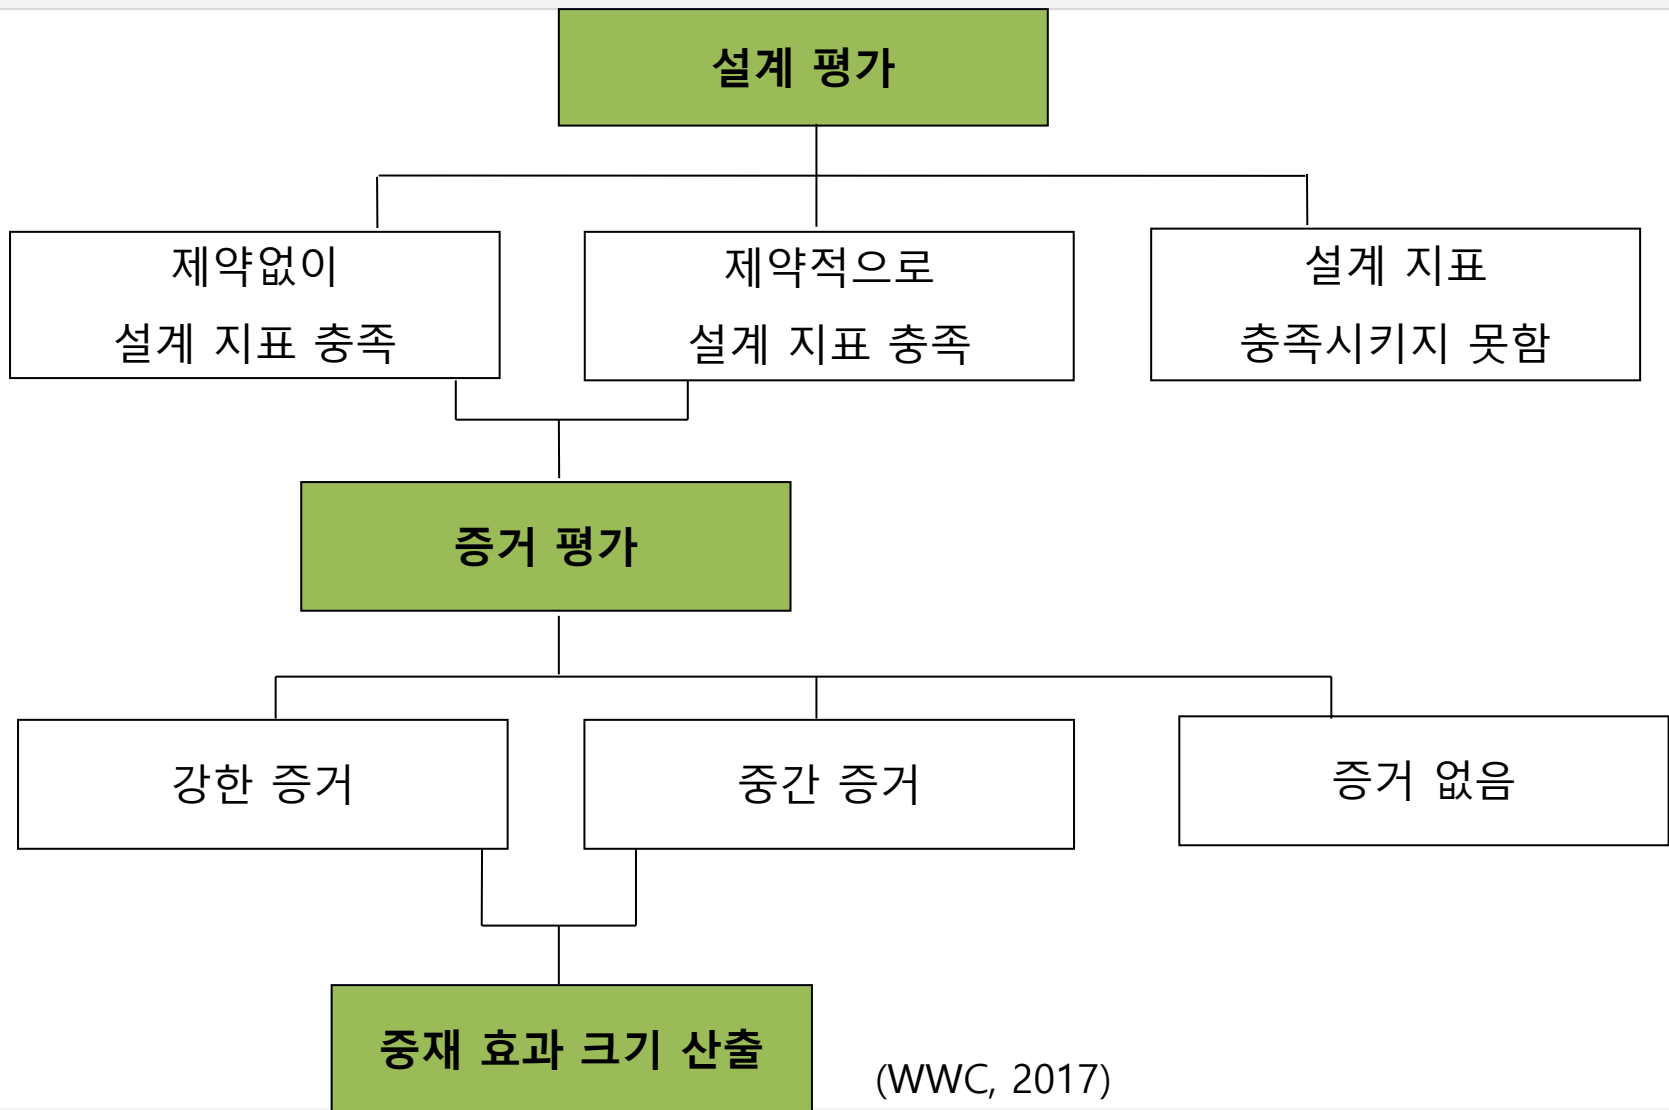 설계 평가
제약없이
설계 지표 충족
제약적으로
설계 지표 충족
설계 지표
충족시키지 못함
증거 평가
강한 증거
중간 증거
증거 없음
중재 효과 크기 산출
(WWC, 2017)